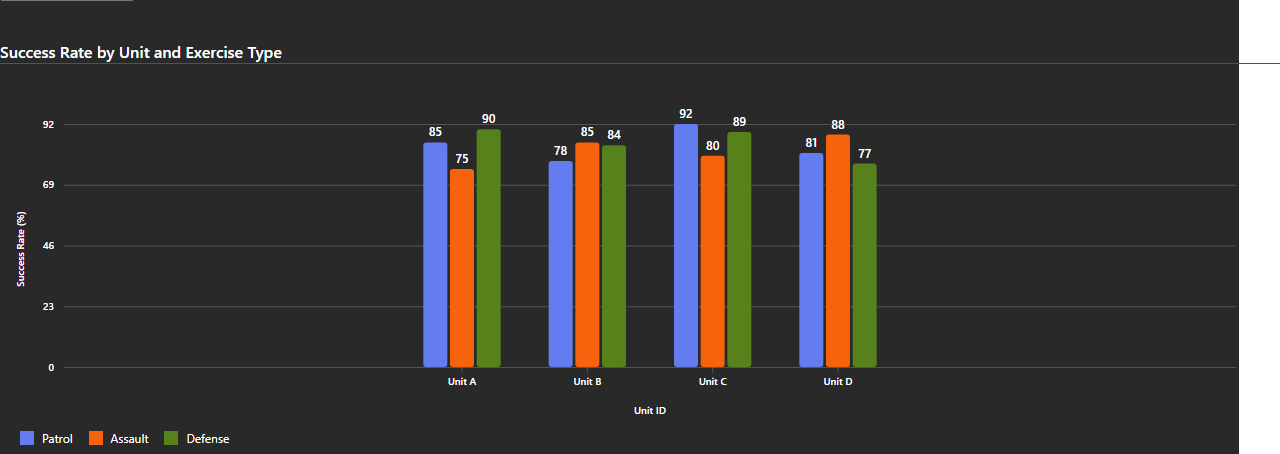 Success Rate by Unit and Exercise Type
92
69
46
23
0
Success Rate (%)
85
75
90
78
85
84
92
80
89
81
88
77
Unit A
Unit B
Unit C
Unit D
Unit ID
Patrol
Assault
Defense